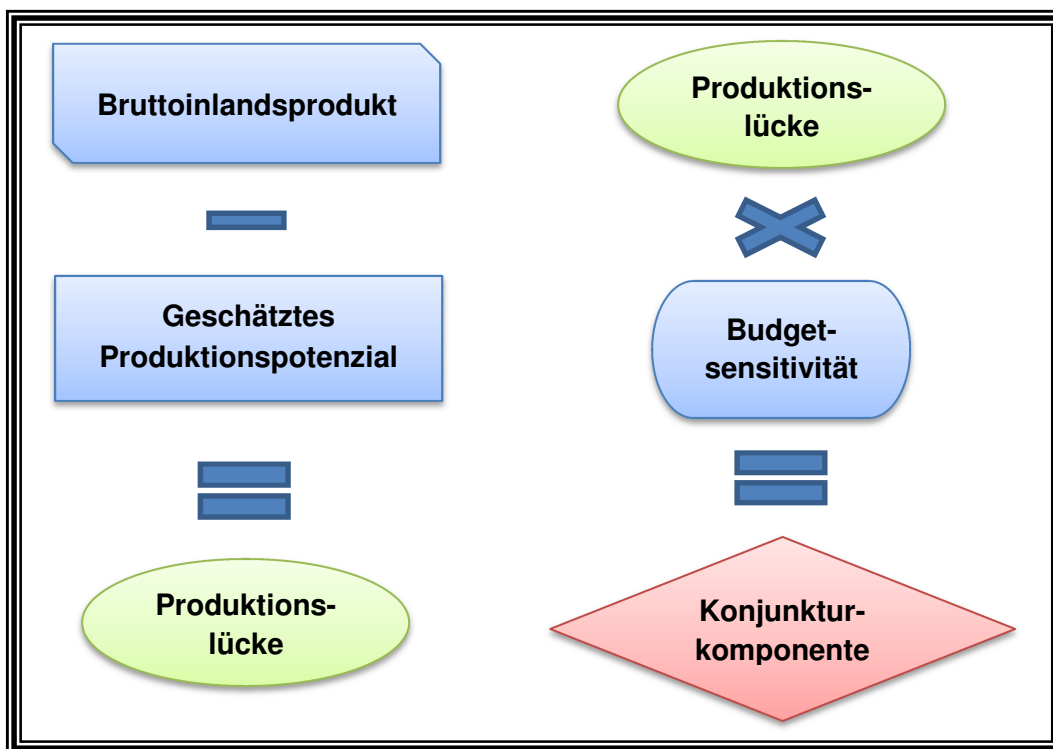 Bruttoinlandsprodukt
Geschätztes
Produktionspotenzial
Produktions-
lücke
Produktions-
lücke
Budget-
sensitivität
Konjunktur-
komponente